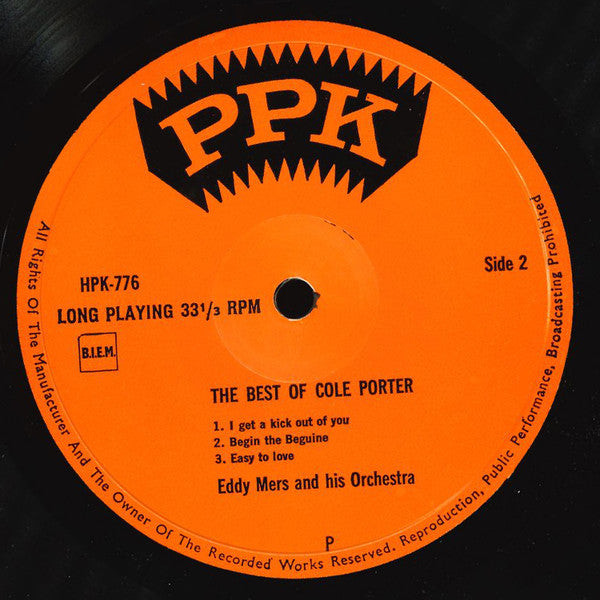 PPK
HPK-776
Side 2
LONG PLAYING 33¹/₃ RPM
B.I.E.M.
THE BEST OF COLE PORTER
1. I get a kick out of you
2. Begin the Beguine
3. Easy to love
Eddy Mers and his Orchestra
P
All Rights Of The Manufacturer And The Owner Of The Recorded Works Reserved. Reproduction, Public Performance, Broadcasting Prohibited